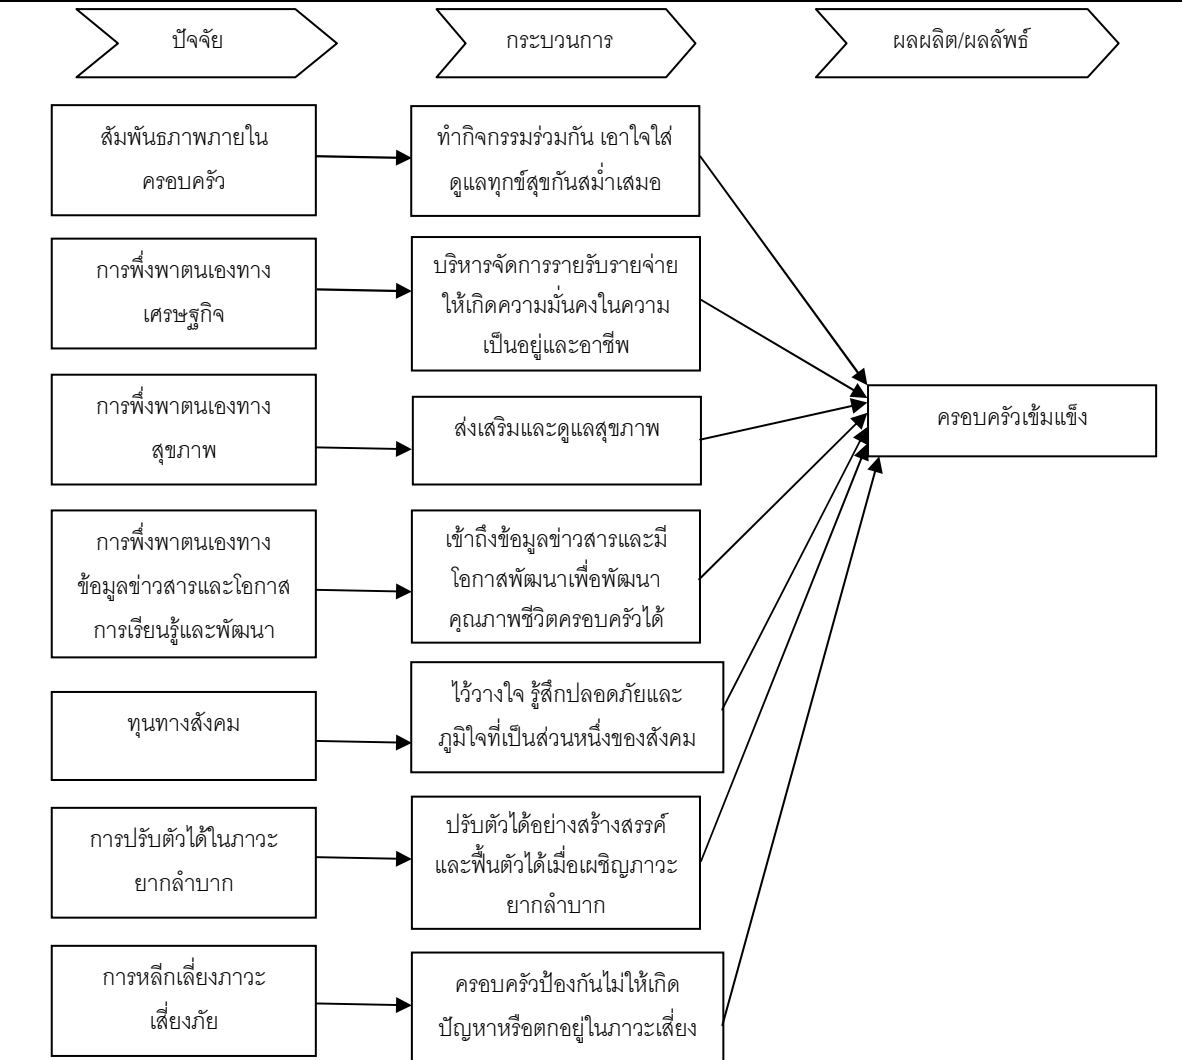 ปัจจัย
กระบวนการ
ผลผลิต/ผลลัพธ์
สัมพันธภาพภายใน
ครอบครัว
ทำกิจกรรมร่วมกัน เอาใจใส่
ดูแลทุกข์สุขกันสม่ำเสมอ
การพึ่งพาตนเองทาง
เศรษฐกิจ
บริหารจัดการรายรับรายจ่าย
ให้เกิดความมั่นคงในความ
เป็นอยู่และอาชีพ
การพึ่งพาตนเองทาง
สุขภาพ
ส่งเสริมและดูแลสุขภาพ
ครอบครัวเข้มแข็ง
การพึ่งพาตนเองทาง
ข้อมูลข่าวสารและโอกาส
การเรียนรู้และพัฒนา
เข้าถึงข้อมูลข่าวสารและมี
โอกาสพัฒนาเพื่อพัฒนา
คุณภาพชีวิตครอบครัวได้
ทุนทางสังคม
ไว้วางใจ รู้สึกปลอดภัยและ
ภูมิใจที่เป็นส่วนหนึ่งของสังคม
การปรับตัวได้ในภาวะ
ยากลำบาก
ปรับตัวได้อย่างสร้างสรรค์
และฟื้นตัวได้เมื่อเผชิญภาวะ
ยากลำบาก
การหลีกเลี่ยงภาวะ
เสี่ยงภัย
ครอบครัวป้องกันไม่ให้เกิด
ปัญหาหรือตกอยู่ในภาวะเสี่ยง